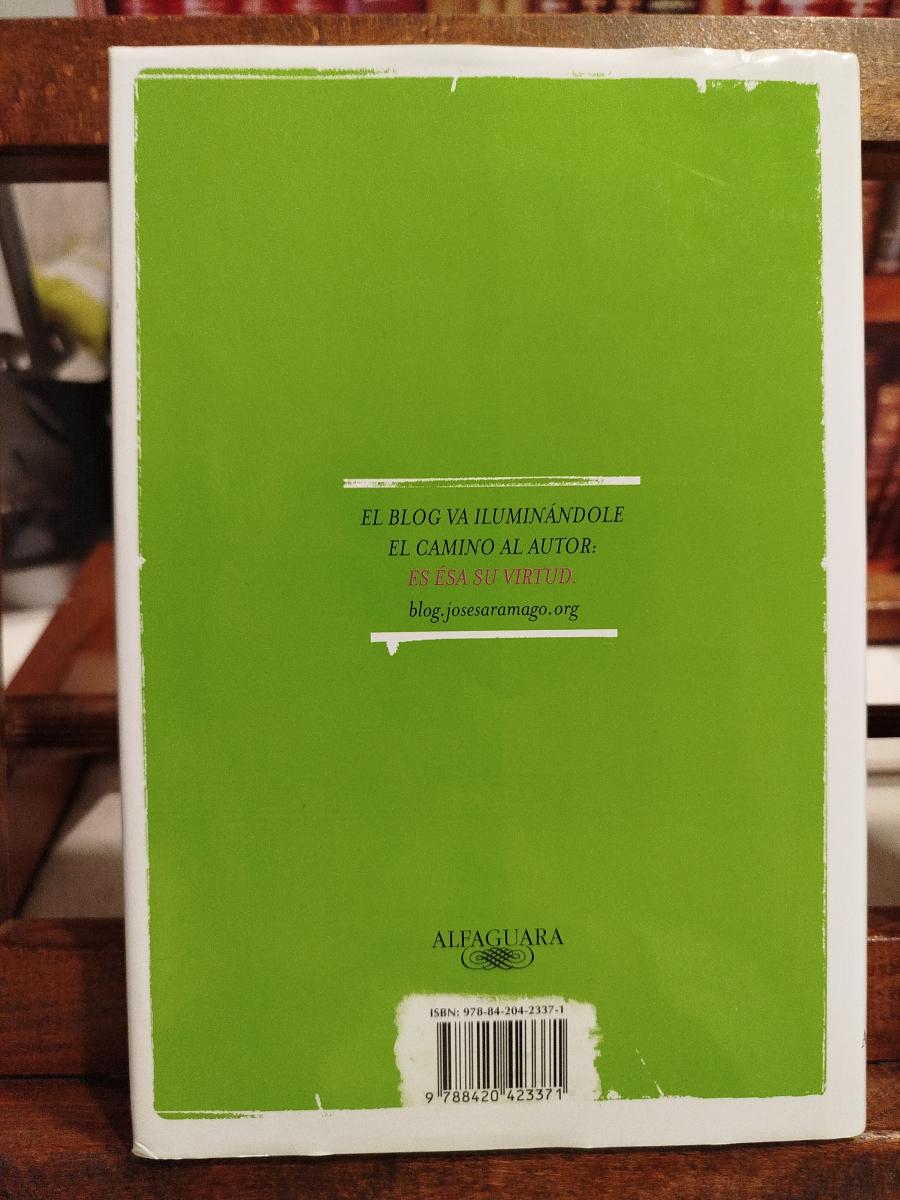 EL BLOG VA ILUMINÁNDOLE
EL CAMINO AL AUTOR:
ES ÉSA SU VIRTUD.
blog.josesaramago.org
ALFAGUARA
ISBN: 978-84-204-2337-1
9 788420 423371